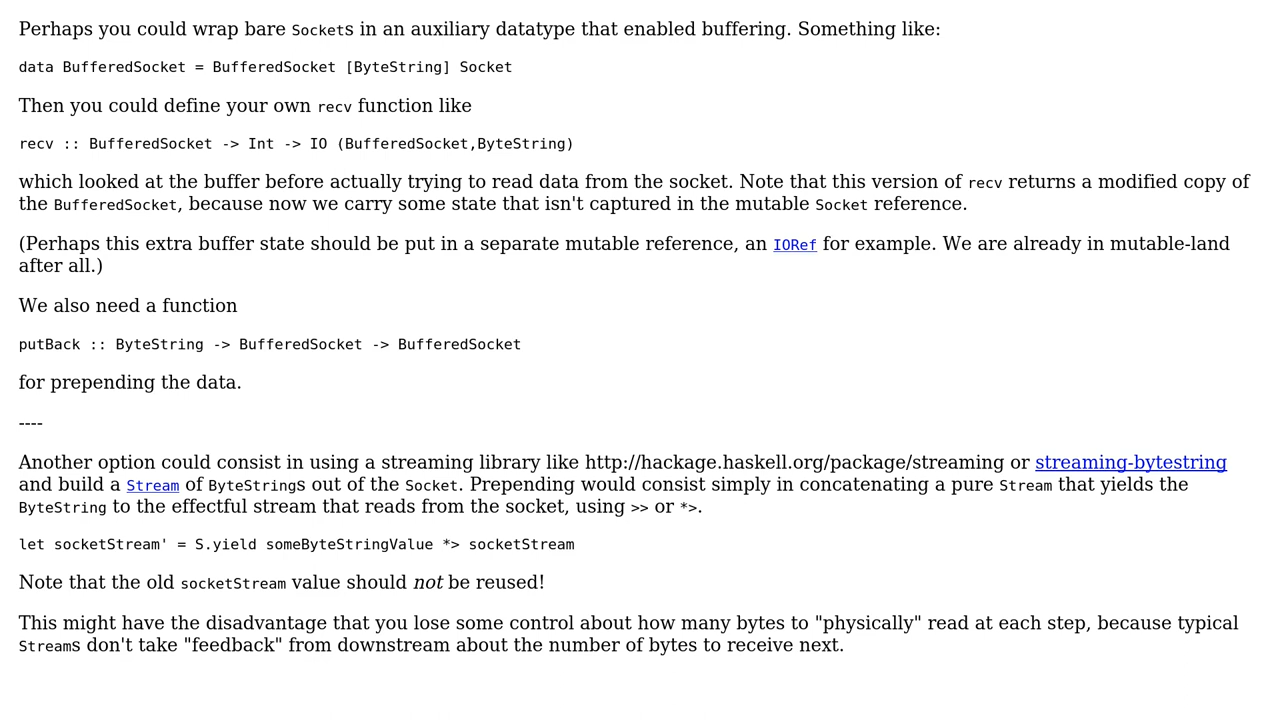 Perhaps you could wrap bare Sockets in an auxiliary datatype that enabled buffering. Something like:
data BufferedSocket = BufferedSocket [ByteString] Socket
Then you could define your own recv function like
recv :: BufferedSocket -> Int -> IO (BufferedSocket,ByteString)
which looked at the buffer before actually trying to read data from the socket. Note that this version of recv returns a modified copy of
the BufferedSocket, because now we carry some state that isn't captured in the mutable Socket reference.
(Perhaps this extra buffer state should be put in a separate mutable reference, an IORef for example. We are already in mutable-land
after all.)
We also need a function
putBack :: ByteString -> BufferedSocket -> BufferedSocket
for prepending the data.
----
Another option could consist in using a streaming library like http://hackage.haskell.org/package/streaming or streaming-bytestring
and build a Stream of ByteStrings out of the Socket. Prepending would consist simply in concatenating a pure Stream that yields the
ByteString to the effectful stream that reads from the socket, using >> or *>.
let socketStream' = S.yield someByteStringValue *> socketStream
Note that the old socketStream value should not be reused!
This might have the disadvantage that you lose some control about how many bytes to "physically" read at each step, because typical
Streams don't take "feedback" from downstream about the number of bytes to receive next.